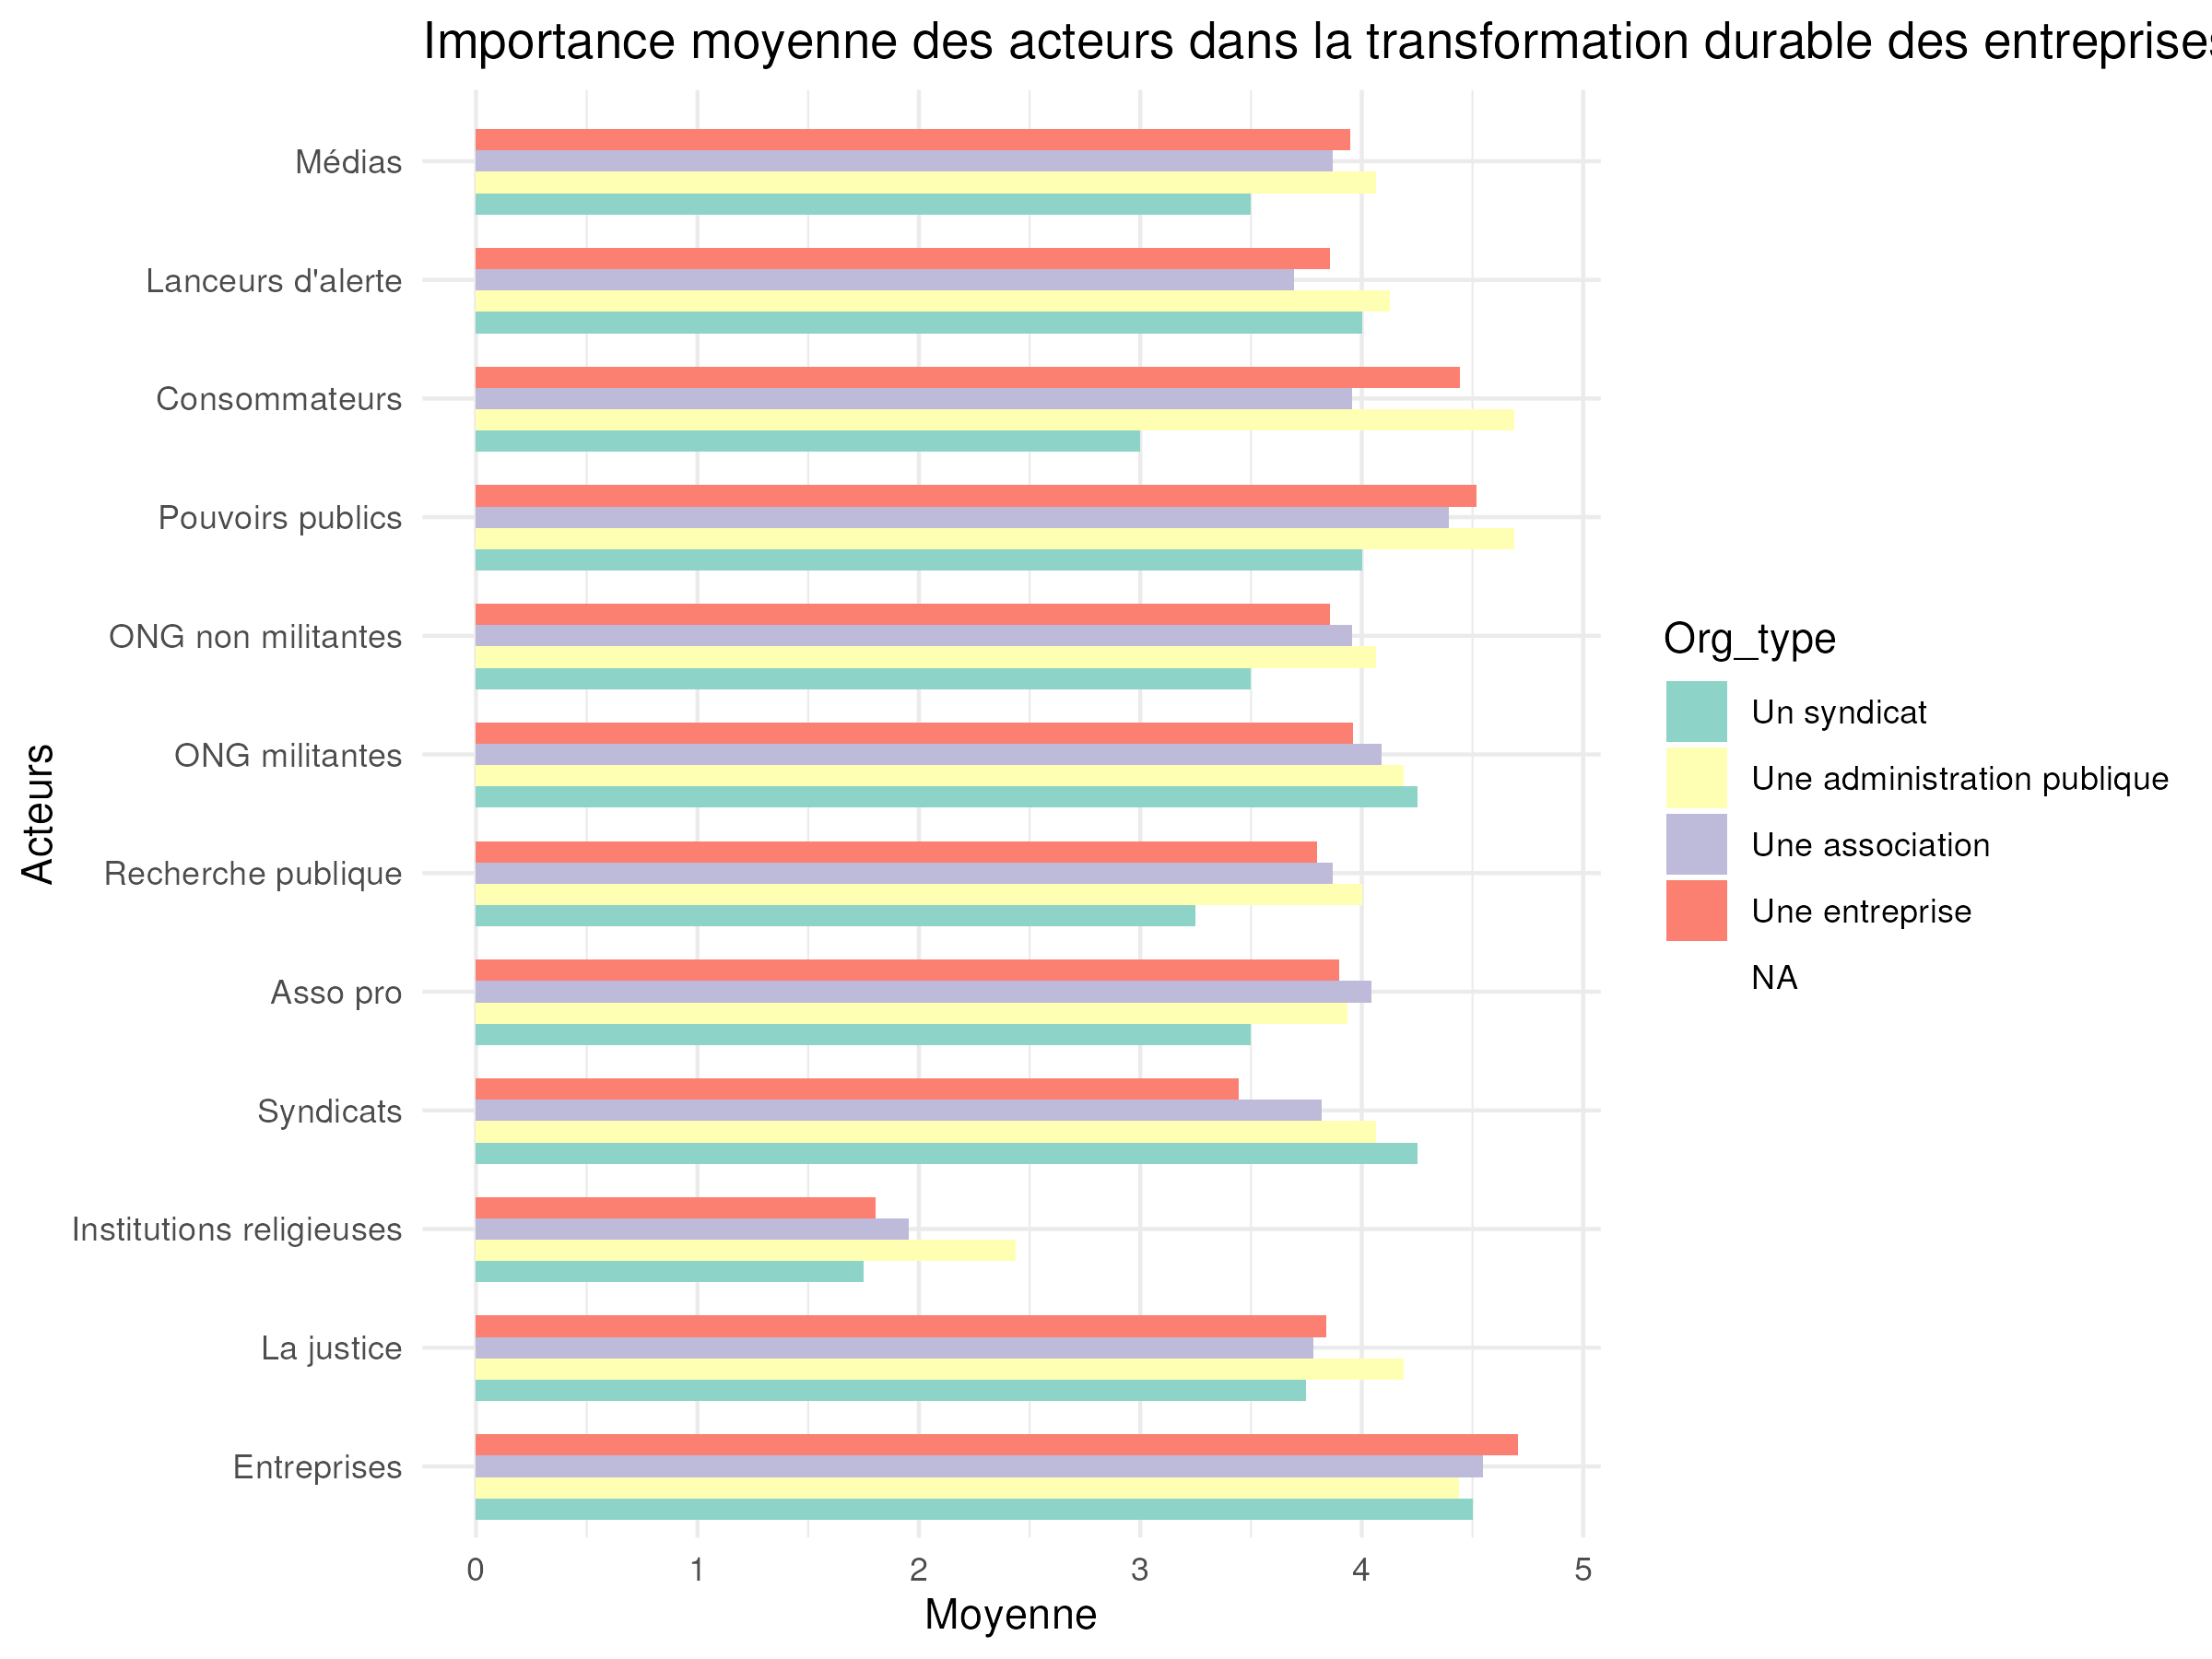 Importance moyenne des acteurs dans la transformation durable des entreprises
Médias
Lanceurs d'alerte
Consommateurs
Pouvoirs publics
ONG non militantes
ONG militantes
Recherche publique
Asso pro
Syndicats
Institutions religieuses
La justice
Entreprises
Acteurs
0 1 2 3 4 5
Moyenne
Org_type
Un syndicat
Une administration publique
Une association
Une entreprise
NA